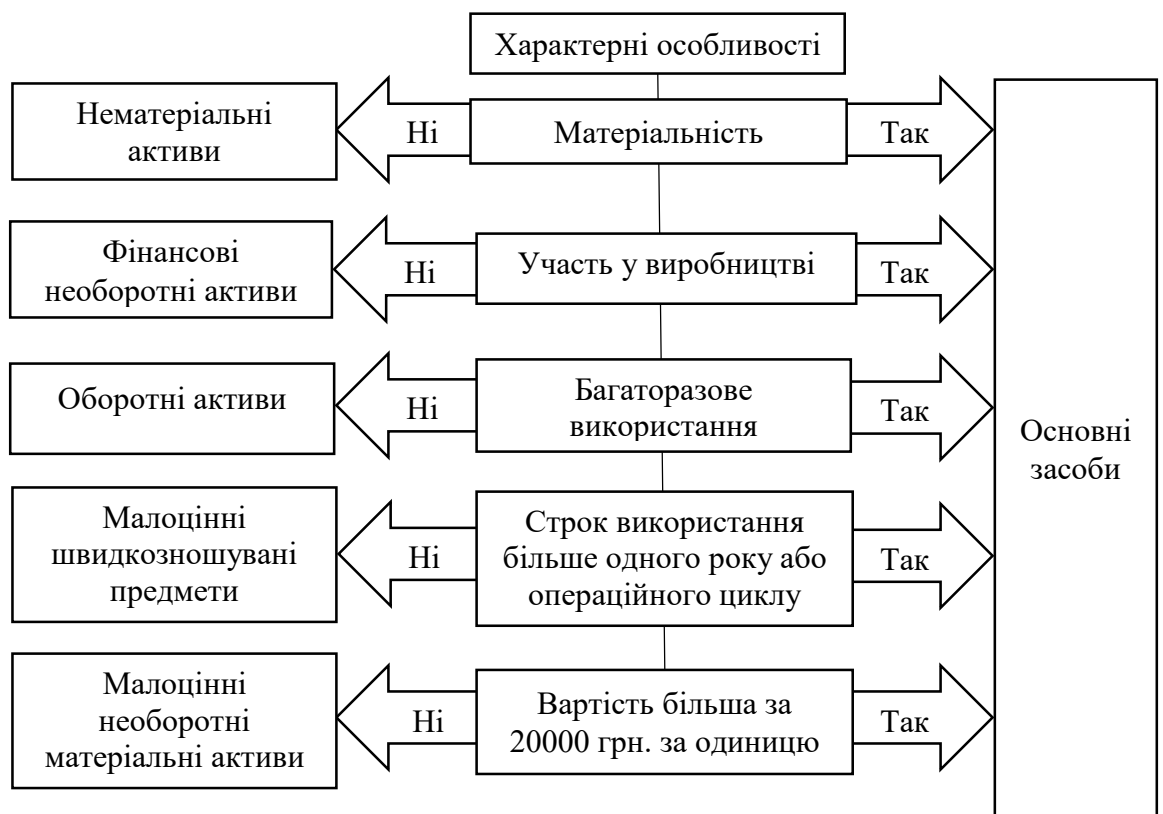 Характерні особливості
Нематеріальні
активи
Ні
Матеріальність
Так
Фінансові
необоротні активи
Ні
Участь у виробництві
Так
Оборотні активи
Ні
Багаторазове
використання
Так
Основні
засоби
Малоцінні
швидкозношувані
предмети
Ні
Строк використання
більше одного року або
операційного циклу
Так
Малоцінні
необоротні
матеріальні активи
Ні
Вартість більша за
20000 грн. за одиницю
Так